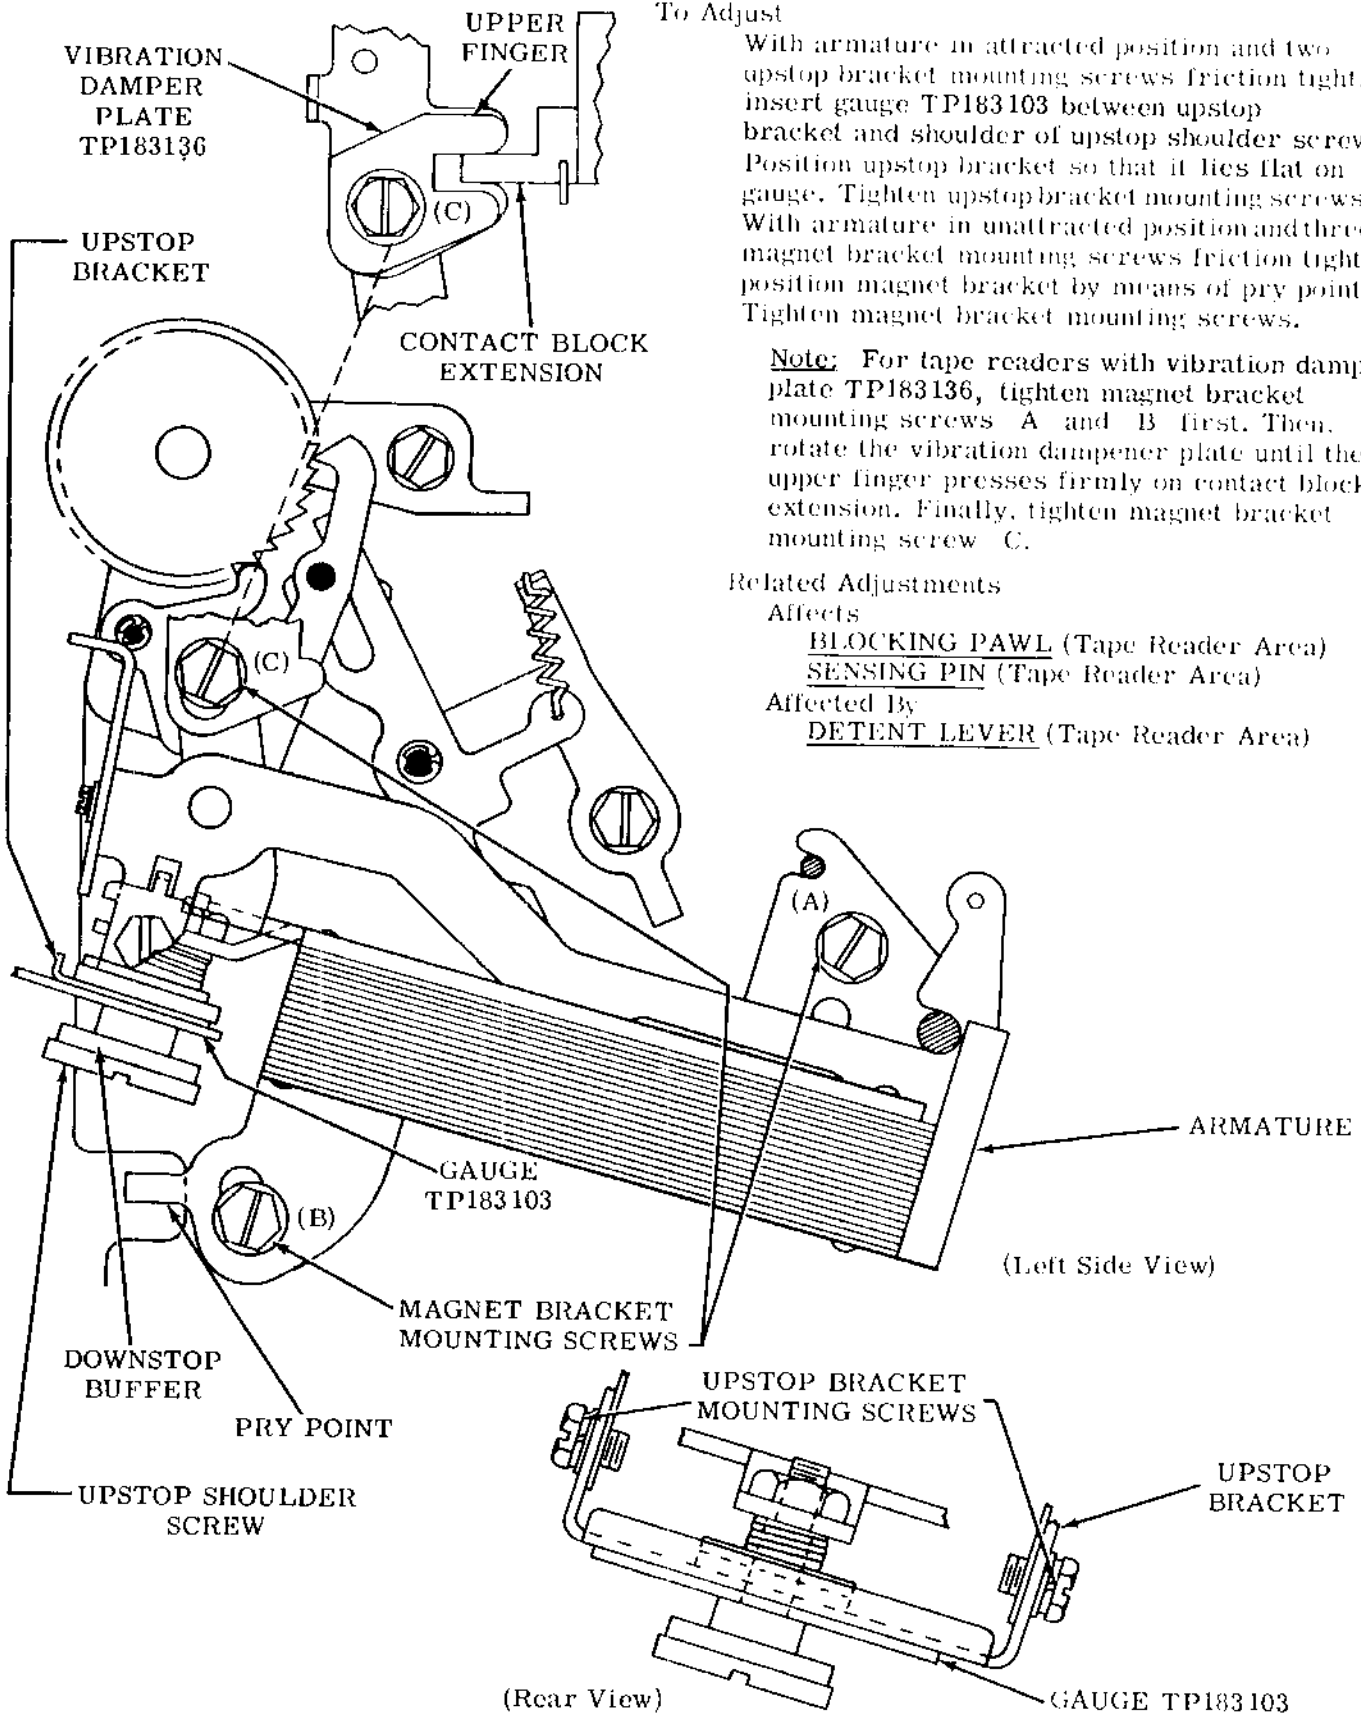 To Adjust
With armature in attracted position and two
upstop bracket mounting screws friction tight,
insert gauge TP183103 between upstop
bracket and shoulder of upstop shoulder screw
Position upstop bracket so that it lies flat on
gauge. Tighten upstop bracket mounting screws
With armature in unattracted position and three
magnet bracket mounting screws friction tight
position magnet bracket by means of pry point
Tighten magnet bracket mounting screws.
Note: For tape readers with vibration damp
plate TP183136, tighten magnet bracket
mounting screws A and B first. Then,
rotate the vibration dampener plate until the
upper finger presses firmly on contact block
extension. Finally, tighten magnet bracket
mounting screw C.
Related Adjustments
Affects
BLOCKING PAWL (Tape Reader Area)
SENSING PIN (Tape Reader Area)
Affected By
DETENT LEVER (Tape Reader Area)
VIBRATION
DAMPER
PLATE
TP183136
UPPER
FINGER
(C)
UPSTOP
BRACKET
CONTACT BLOCK
EXTENSION
(C)
(A)
ARMATURE
GAUGE
TP183103
(B)
(Left Side View)
MAGNET BRACKET
MOUNTING SCREWS
DOWNSTOP
BUFFER
PRY POINT
UPSTOP SHOULDER
SCREW
UPSTOP BRACKET
MOUNTING SCREWS
UPSTOP
BRACKET
(Rear View)
GAUGE TP183103